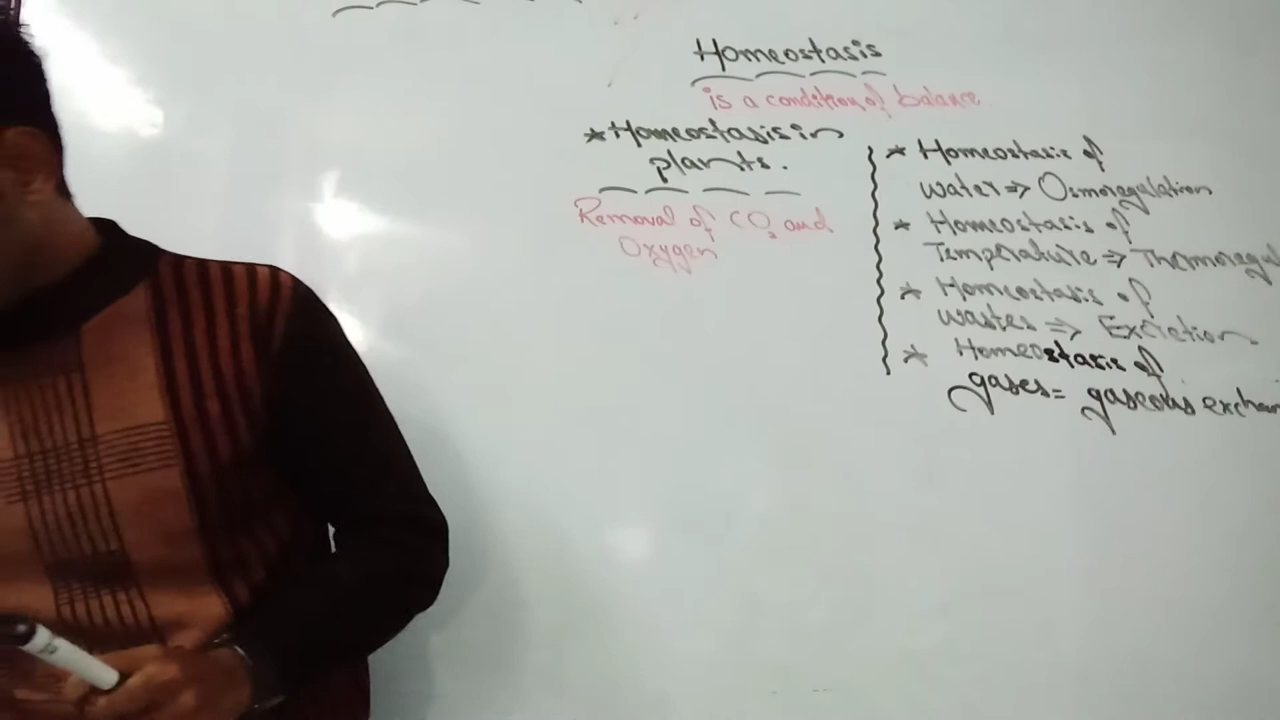 Homeostasis
is a condition of balance
* Homeostasis in
plants.
Removal of CO₂ and
Oxygen
* Homeostasis of
water ⇒ Osmoregulation
* Homeostasis of
Temperature ⇒ Thermoregul
* Homeostasis of
wastes ⇒ Excretion
* Homeostasis of
gases = gaseous exchan